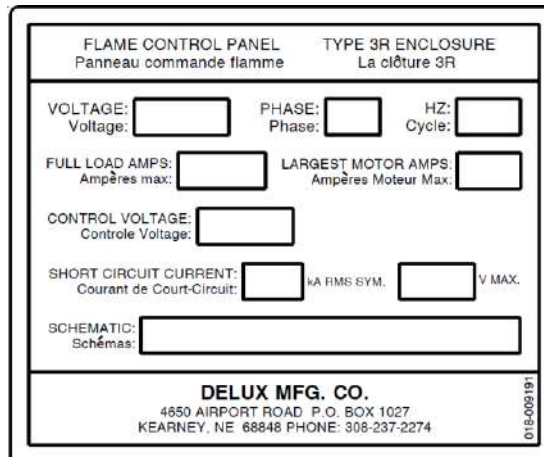 FLAME CONTROL PANEL TYPE 3R ENCLOSURE
Panneau commande flamme La clôture 3R
VOLTAGE: PHASE: HZ:
Voltage: Phase: Cycle:
FULL LOAD AMPS: LARGEST MOTOR AMPS:
Ampères max: Ampères Moteur Max:
CONTROL VOLTAGE:
Controle Voltage:
SHORT CIRCUIT CURRENT: kA RMS SYM. V MAX.
Courant de Court-Circuit:
SCHEMATIC:
Schémas:
DELUX MFG. CO.
4650 AIRPORT ROAD P.O. BOX 1027
KEARNEY, NE 68848 PHONE: 308-237-2274
018-009191